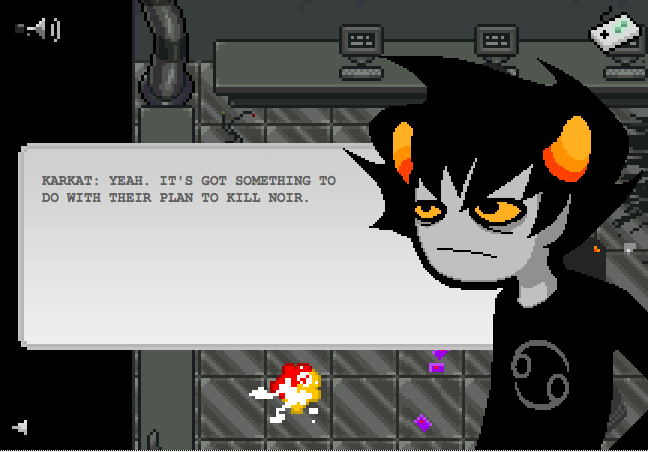 KARKAT: YEAH. IT'S GOT SOMETHING TO
DO WITH THEIR PLAN TO KILL NOIR.